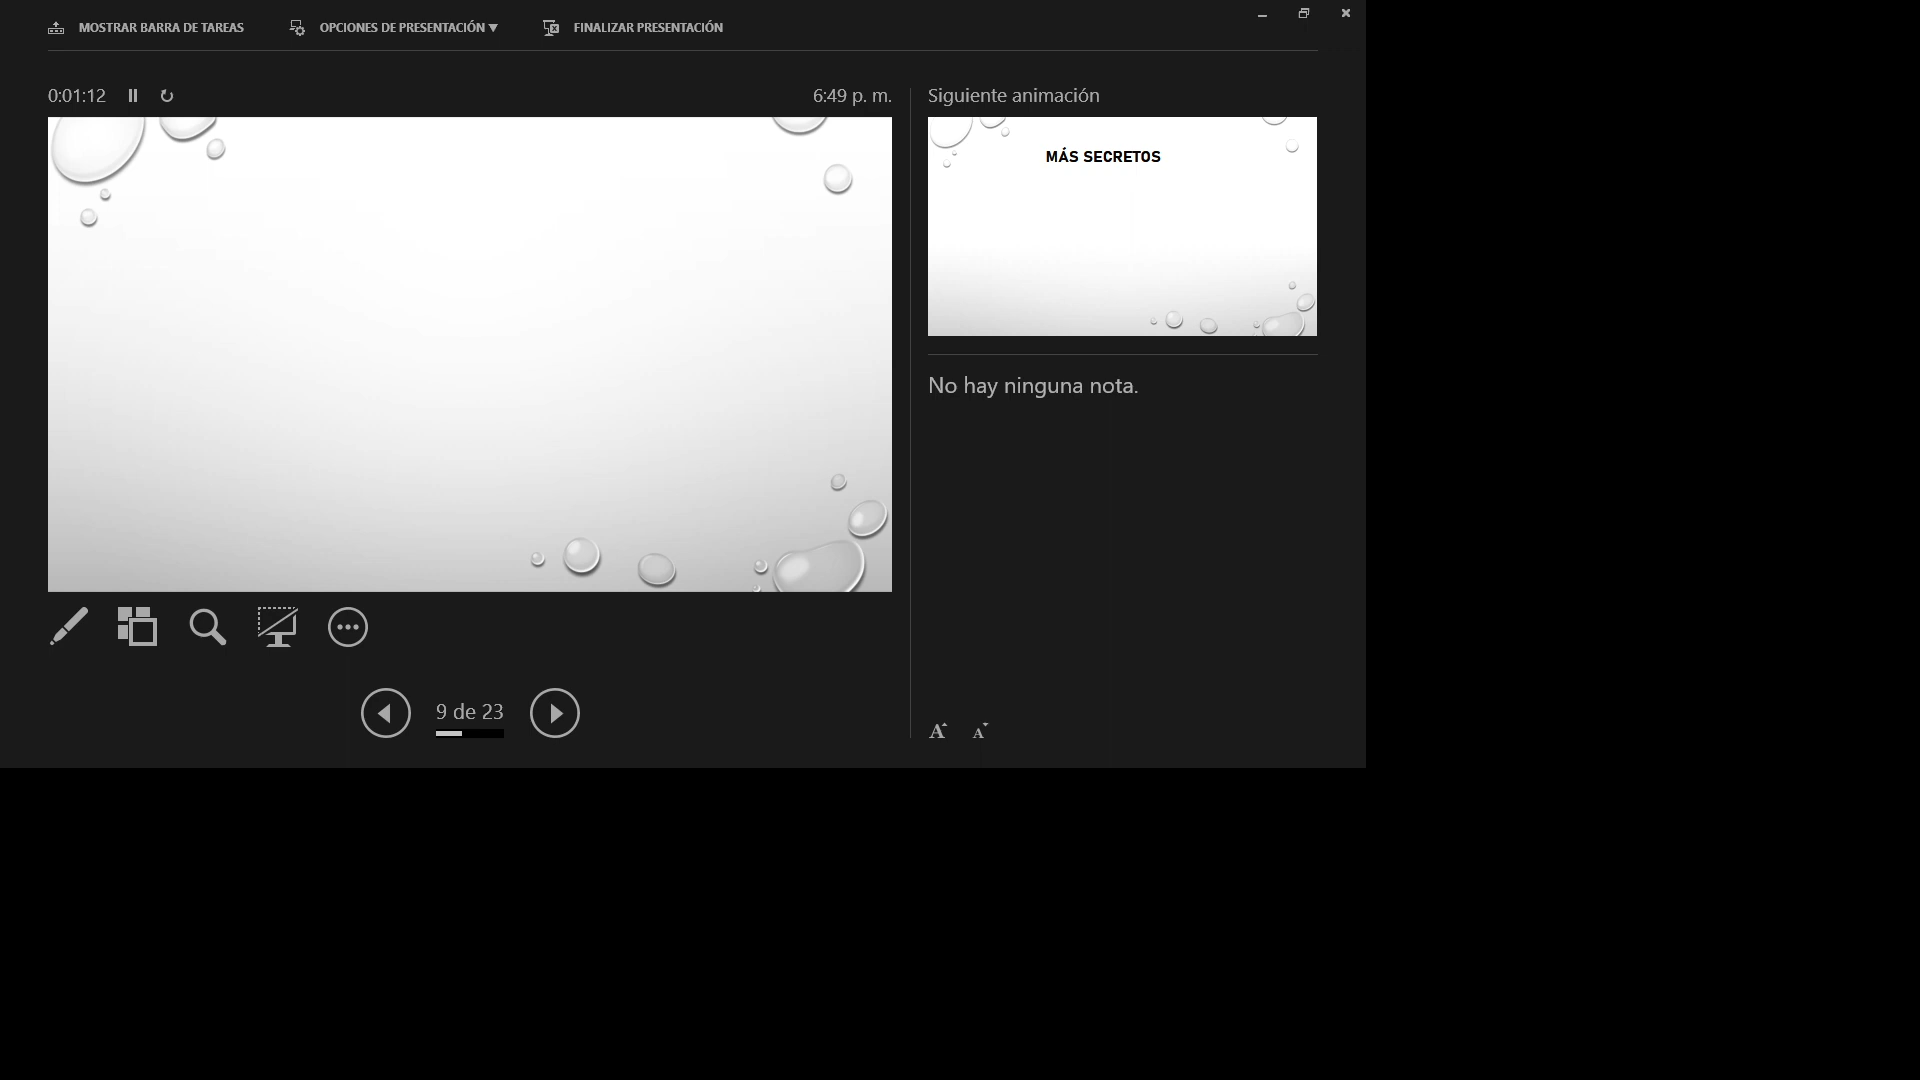 MOSTRAR BARRA DE TAREAS
OPCIONES DE PRESENTACIÓN
FINALIZAR PRESENTACIÓN
0:01:12
6:49 p. m.
Siguiente animación
MÁS SECRETOS
No hay ninguna nota.
9 de 23
A A